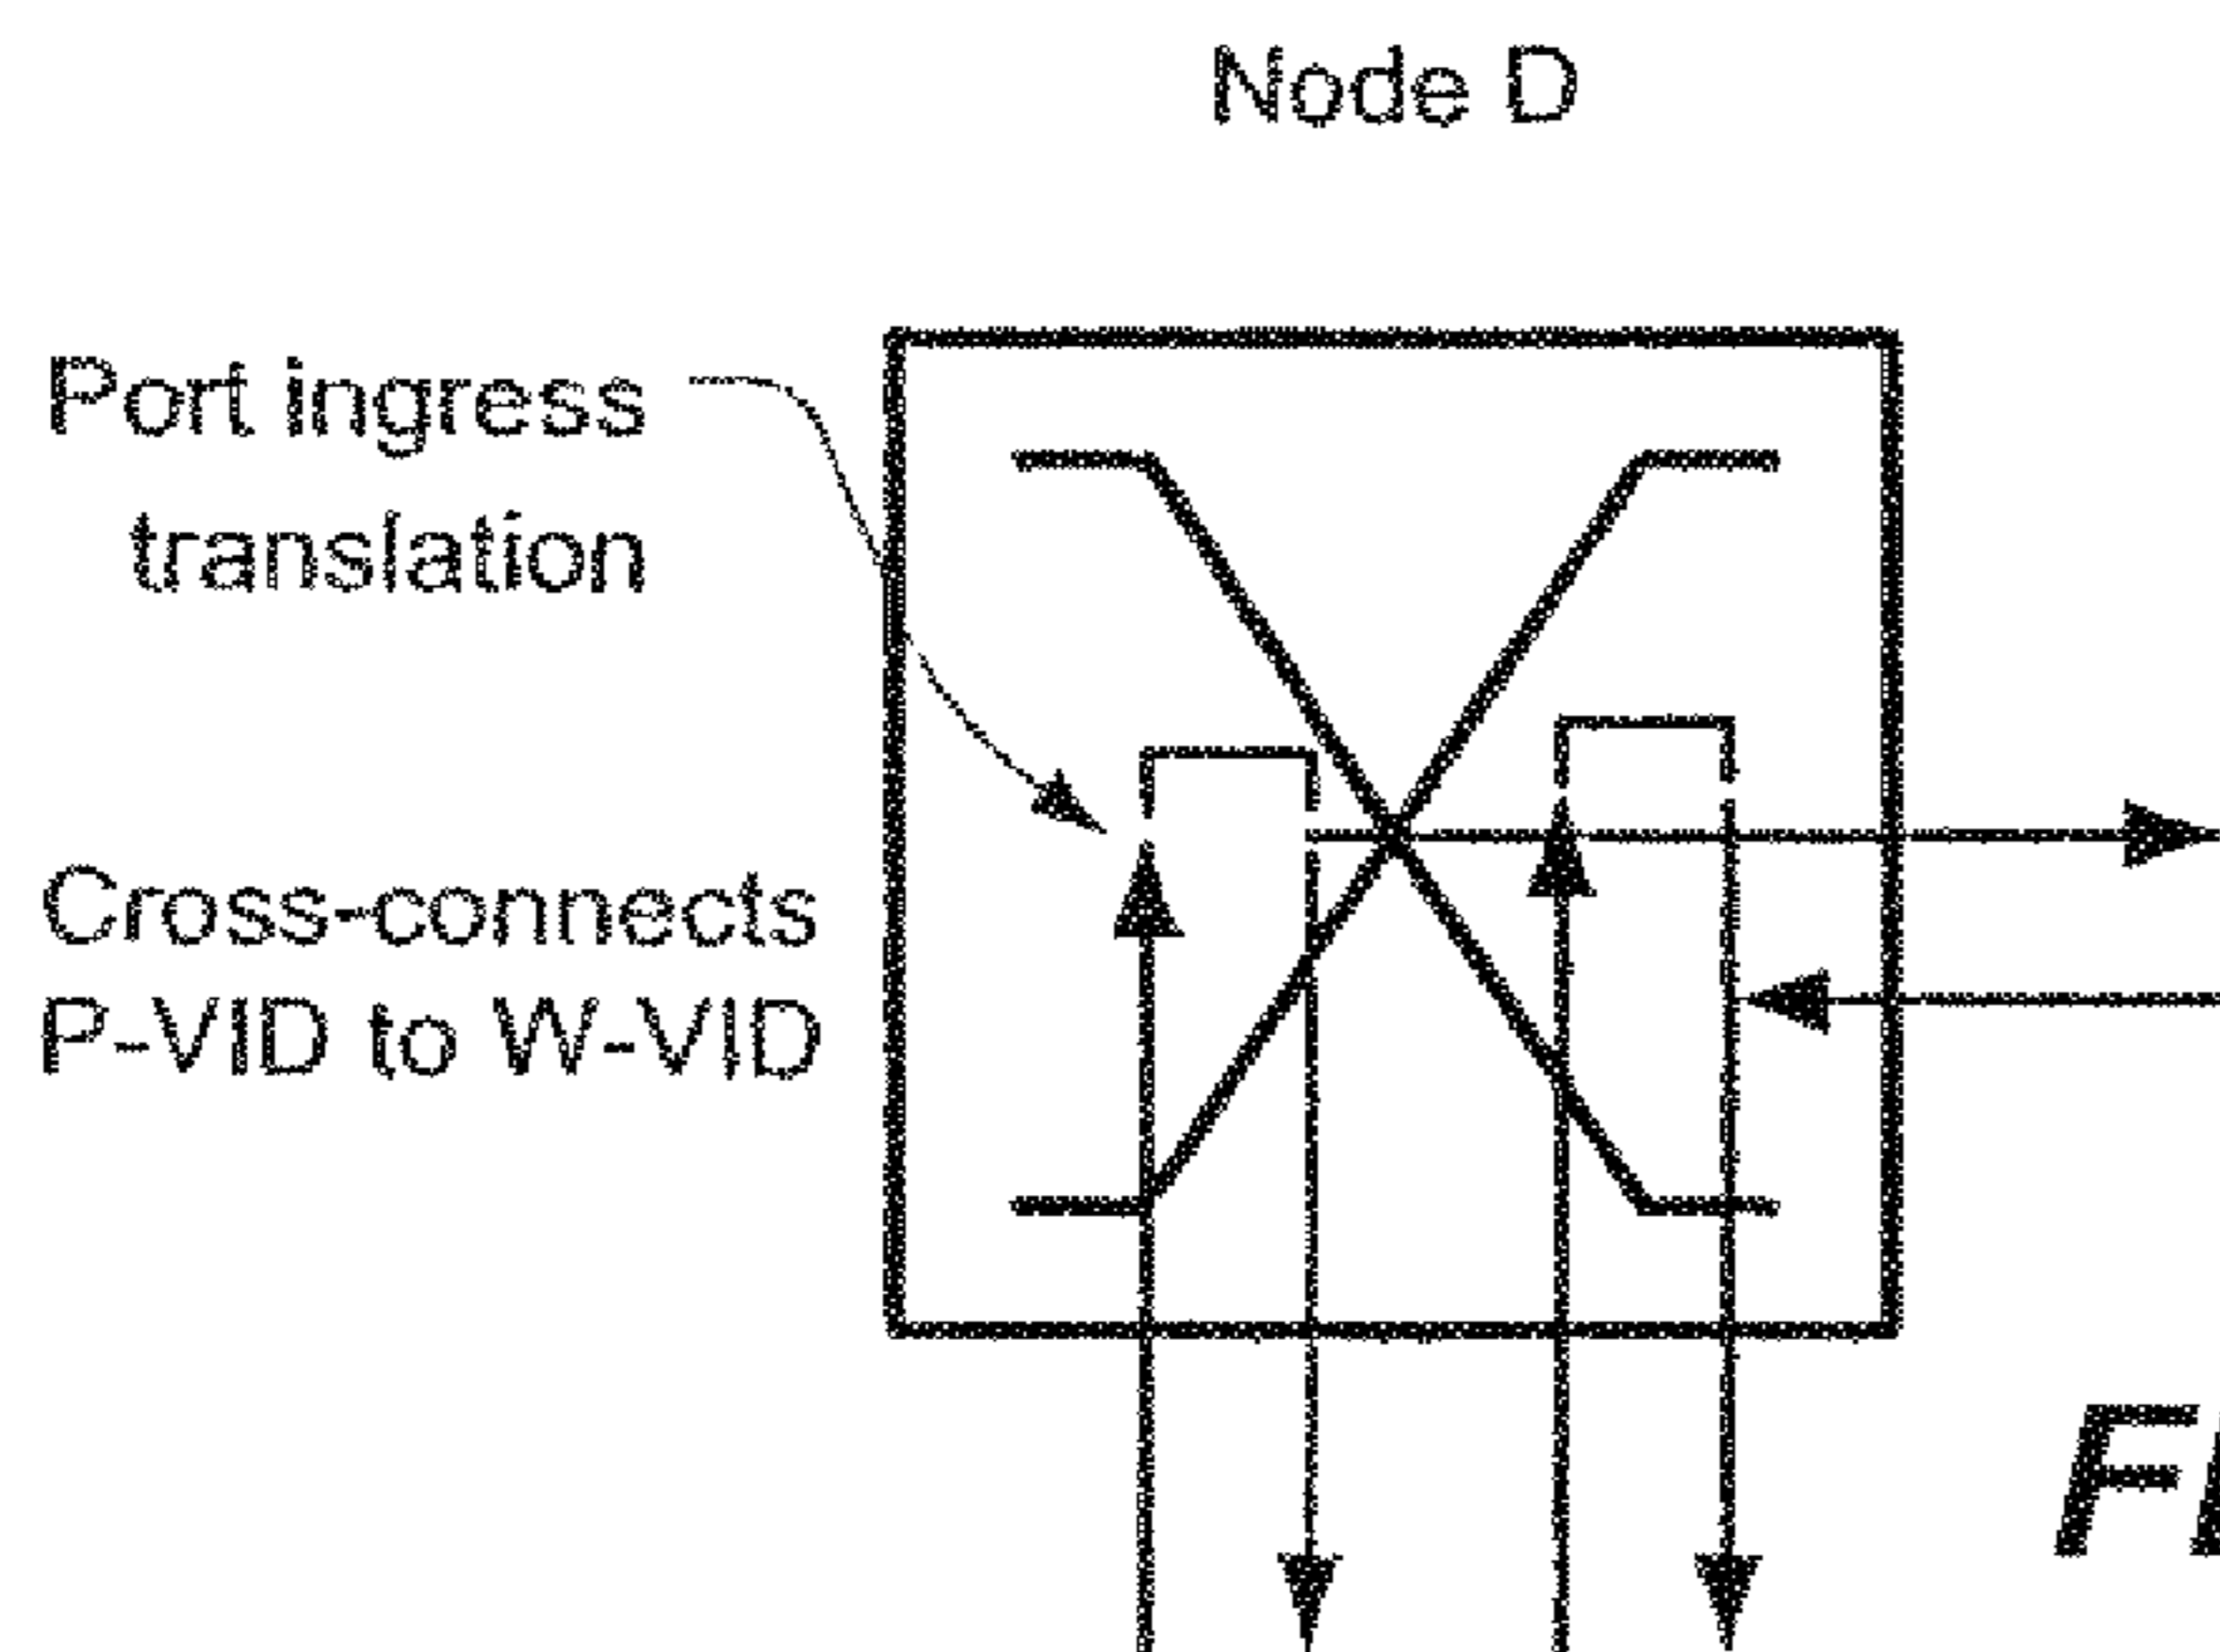 Node D
Port ingress
translation
Cross-connects
P-VID to W-VID